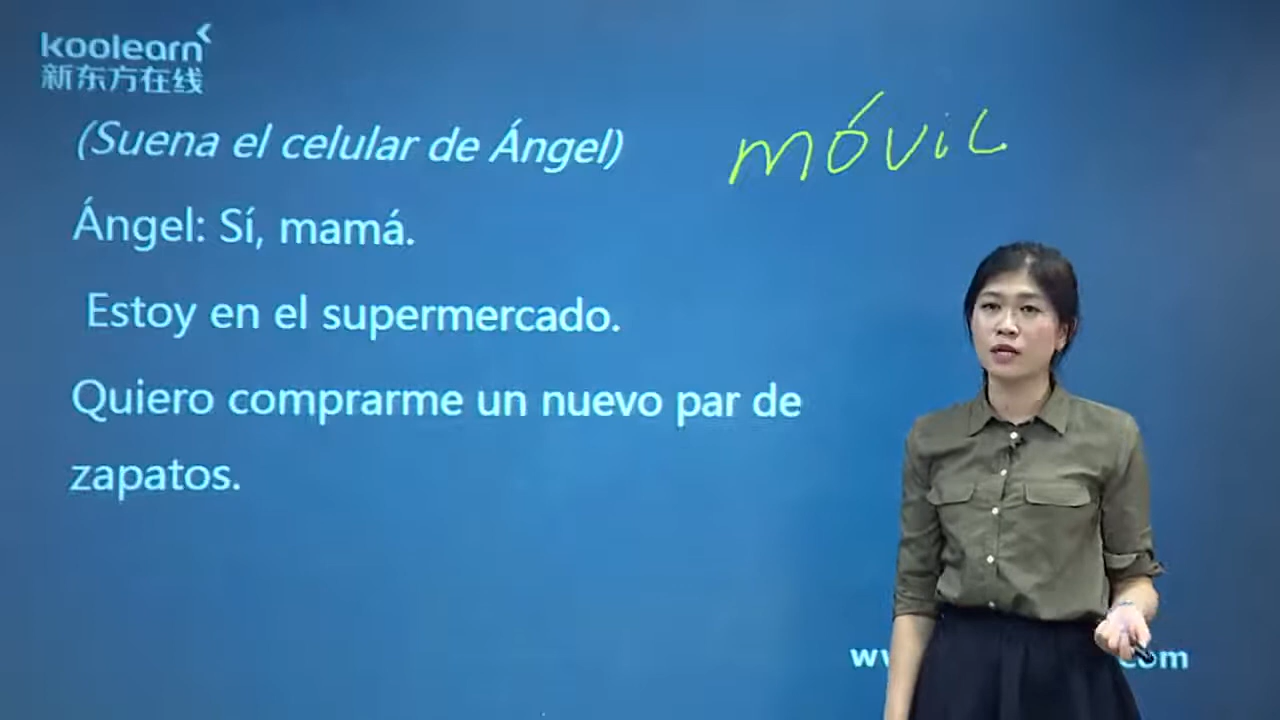 koolearn
新东方在线
(Suena el celular de Ángel)
móvil
Ángel: Sí, mamá.
Estoy en el supermercado.
Quiero comprarme un nuevo par de
zapatos.